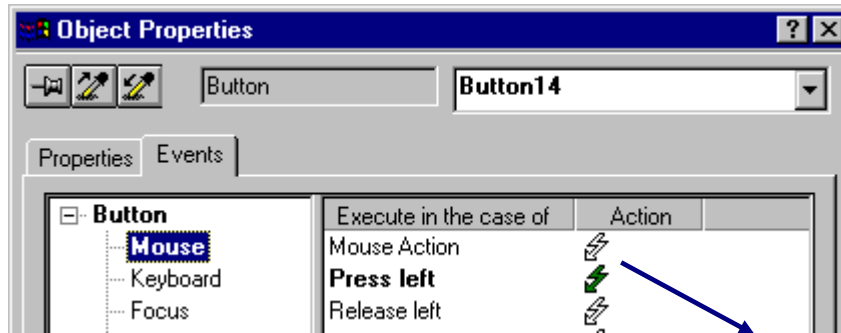 Object Properties
Button Button14
Properties Events
Button Execute in the case of Action
Mouse Mouse Action
Keyboard Press left
Focus Release left